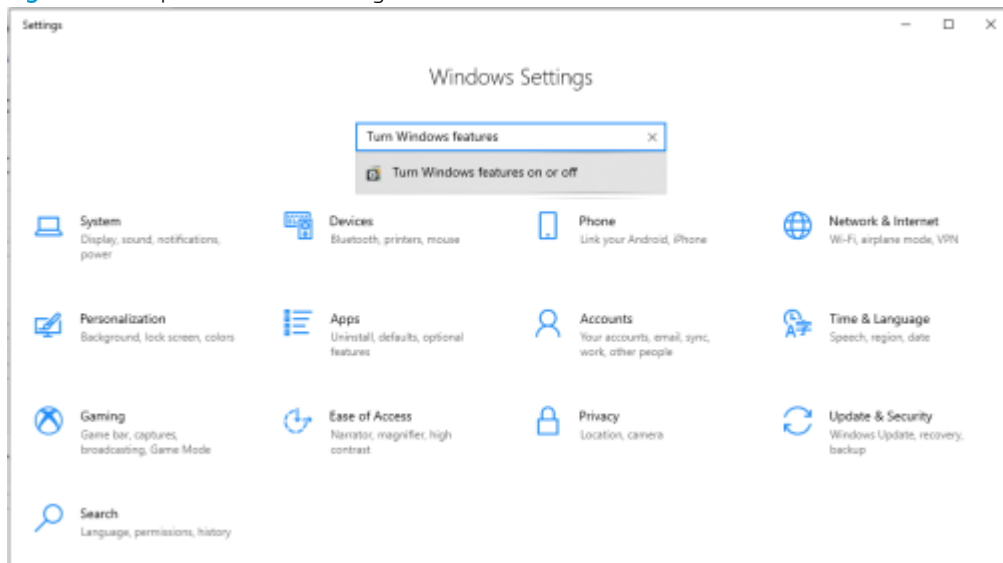 Settings
Windows Settings
Turn Windows features
Turn Windows features on or off
System
Display, sound, notifications,
power
Devices
Bluetooth, printers, mouse
Phone
Link your Android, iPhone
Network & Internet
Wi-Fi, airplane mode, VPN
Personalization
Background, lock screen, colors
Apps
Uninstall, defaults, optional
features
Accounts
Your accounts, email, sync,
work, other people
Time & Language
Speech, region, date
Gaming
Game bar, captures,
broadcasting, Game Mode
Ease of Access
Narrator, magnifier, high
contrast
Privacy
Location, camera
Update & Security
Windows Update, recovery,
backup
Search
Language, permissions, history